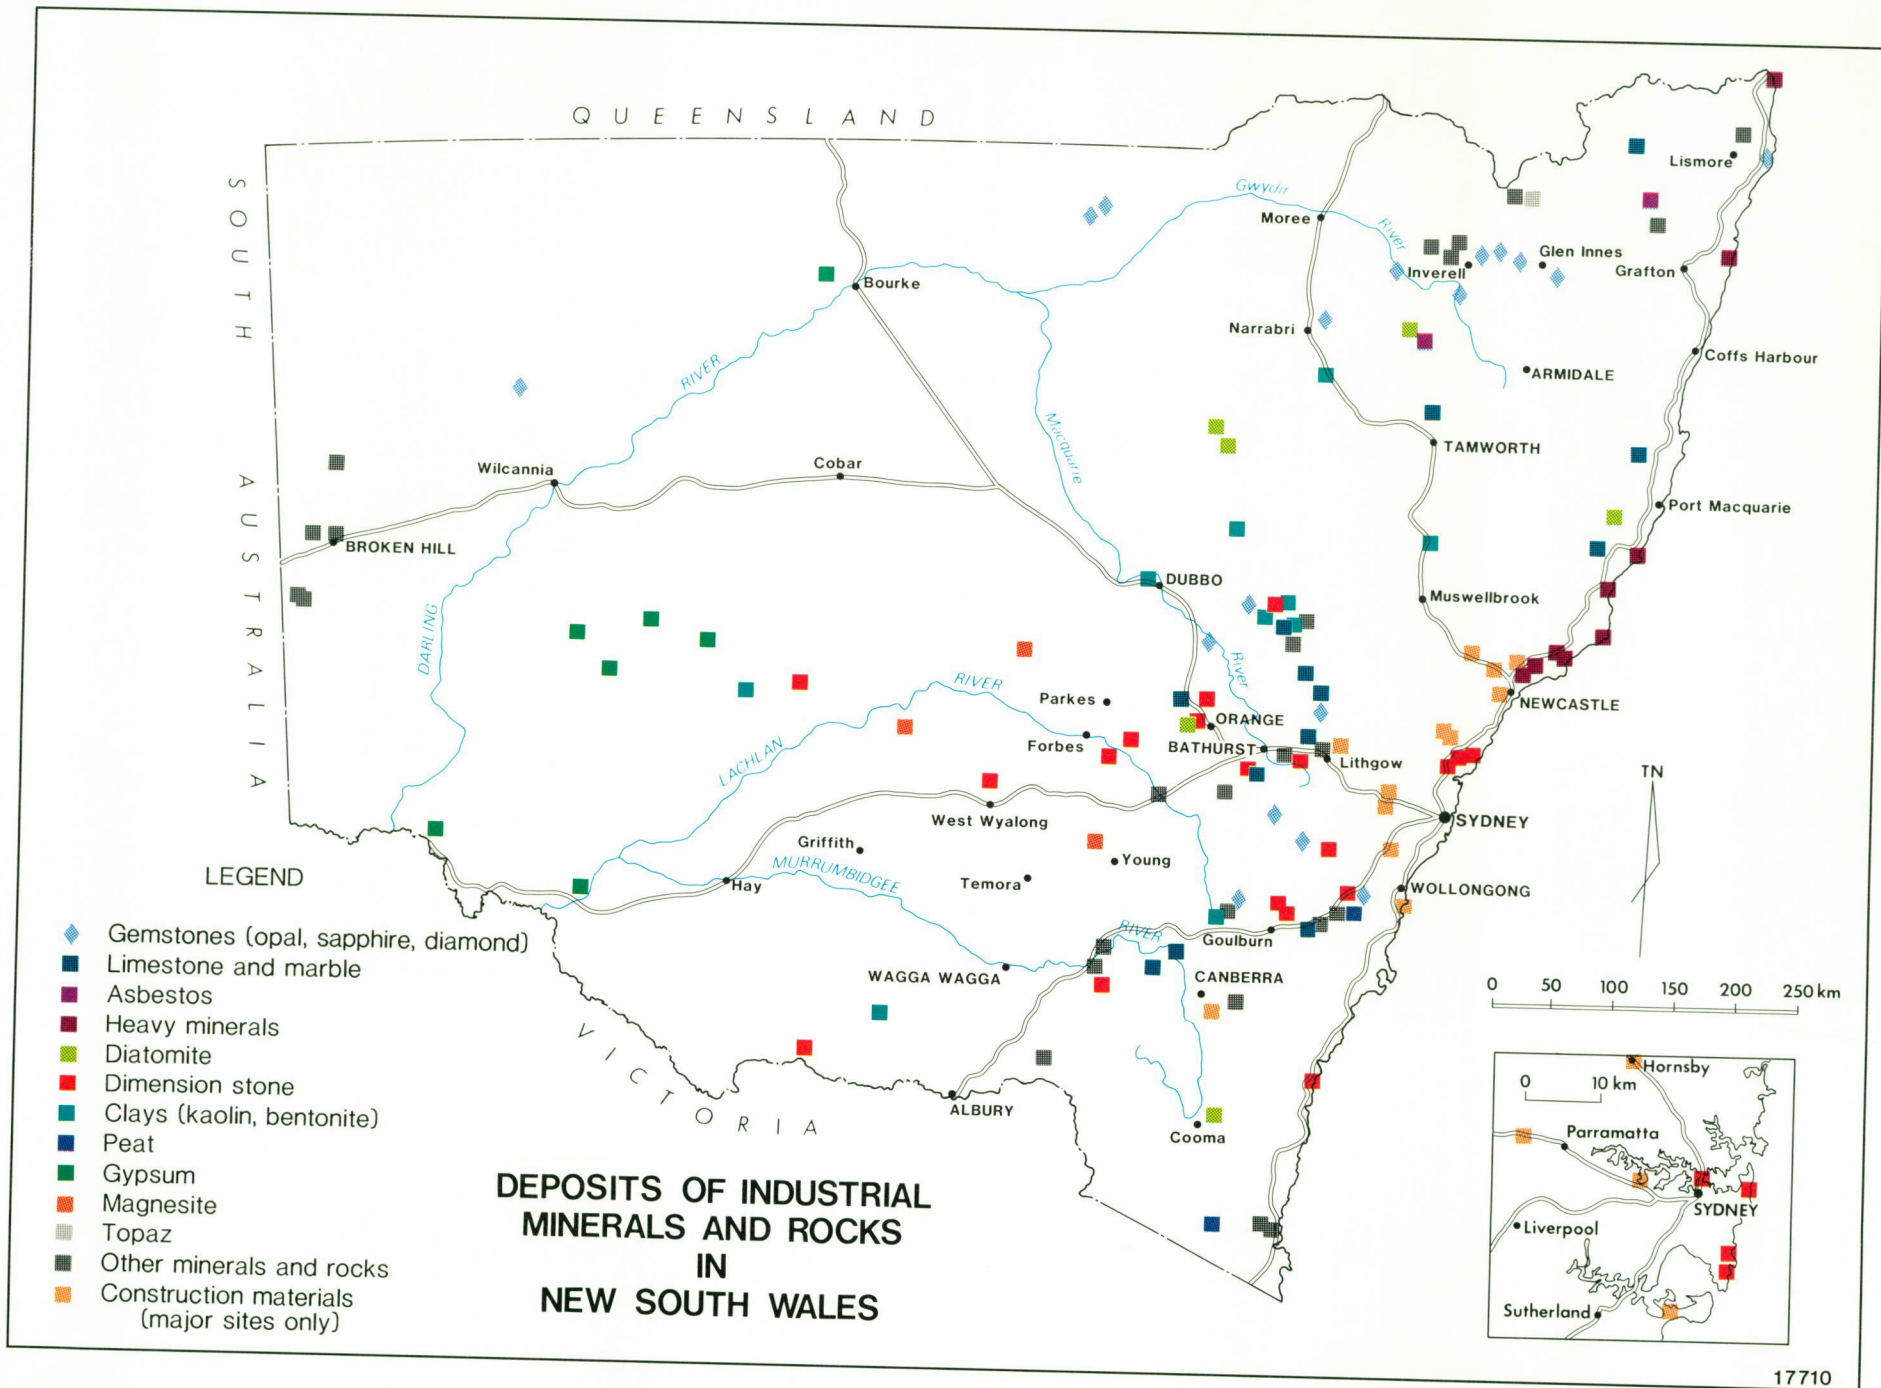 QUEENSLAND
SOUTH AUSTRALIA
VICTORIA
Gwydir
River
Moree
Lismore
Inverell
Glen Innes
Grafton
Bourke
Narrabri
Coffs Harbour
ARMIDALE
RIVER
Macquarie
TAMWORTH
Wilcannia
Cobar
Port Macquarie
BROKEN HILL
DUBBO
Muswellbrook
DARLING
River
RIVER
Parkes
NEWCASTLE
ORANGE
Forbes
BATHURST
Lithgow
LACHLAN
TN
West Wyalong
SYDNEY
Griffith
MURRUMBIDGEE
Young
Temora
Hay
WOLLONGONG
RIVER
Goulburn
WAGGA WAGGA
CANBERRA
0 50 100 150 200 250 km
ALBURY
Cooma
LEGEND
Gemstones (opal, sapphire, diamond)
Limestone and marble
Asbestos
Heavy minerals
Diatomite
Dimension stone
Clays (kaolin, bentonite)
Peat
Gypsum
Magnesite
Topaz
Other minerals and rocks
Construction materials
(major sites only)
DEPOSITS OF INDUSTRIAL
MINERALS AND ROCKS
IN
NEW SOUTH WALES
Hornsby
0 10 km
Parramatta
SYDNEY
Liverpool
Sutherland
17710